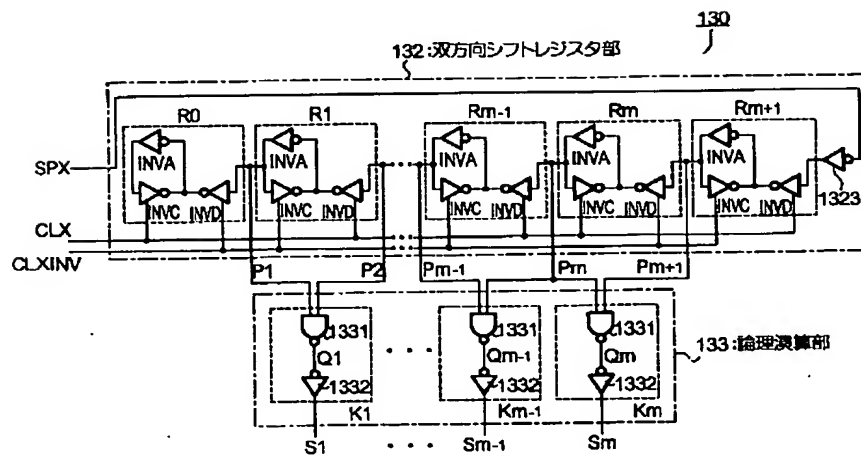 130
132:双方向シフトレジスタ部
R0 R1 Rm-1 Rm Rm+1
SPX
INVA INVA INVA INVA INVA
1323
INVC INVD INVC INVD INVC INVD INVC INVD INVC INVD
CLX
CLXINV
P1 P2 Pm-1 Pm Pm+1
1331 1331 1331
133:論理演算部
Q1 Qm-1 Qm
1332 1332 1332
K1 Km-1 Km
S1 Sm-1 Sm